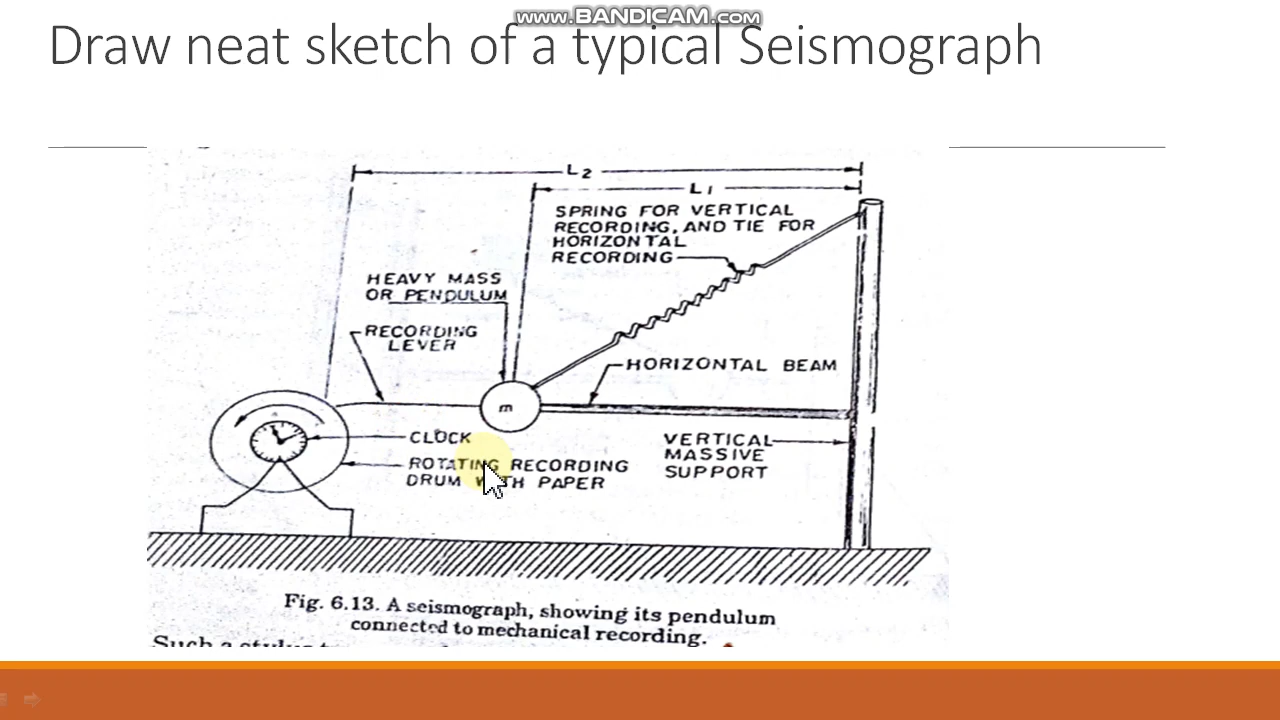 www.BANDICAM.com
Draw neat sketch of a typical Seismograph
L2
L1
SPRING FOR VERTICAL
RECORDING, AND TIE FOR
HORIZONTAL
RECORDING
HEAVY MASS
OR PENDULUM
RECORDING
LEVER
HORIZONTAL BEAM
m
CLOCK
VERTICAL
MASSIVE
SUPPORT
ROTATING RECORDING
DRUM WITH PAPER
Fig. 6.13. A seismograph, showing its pendulum
connected to mechanical recording.
Such a